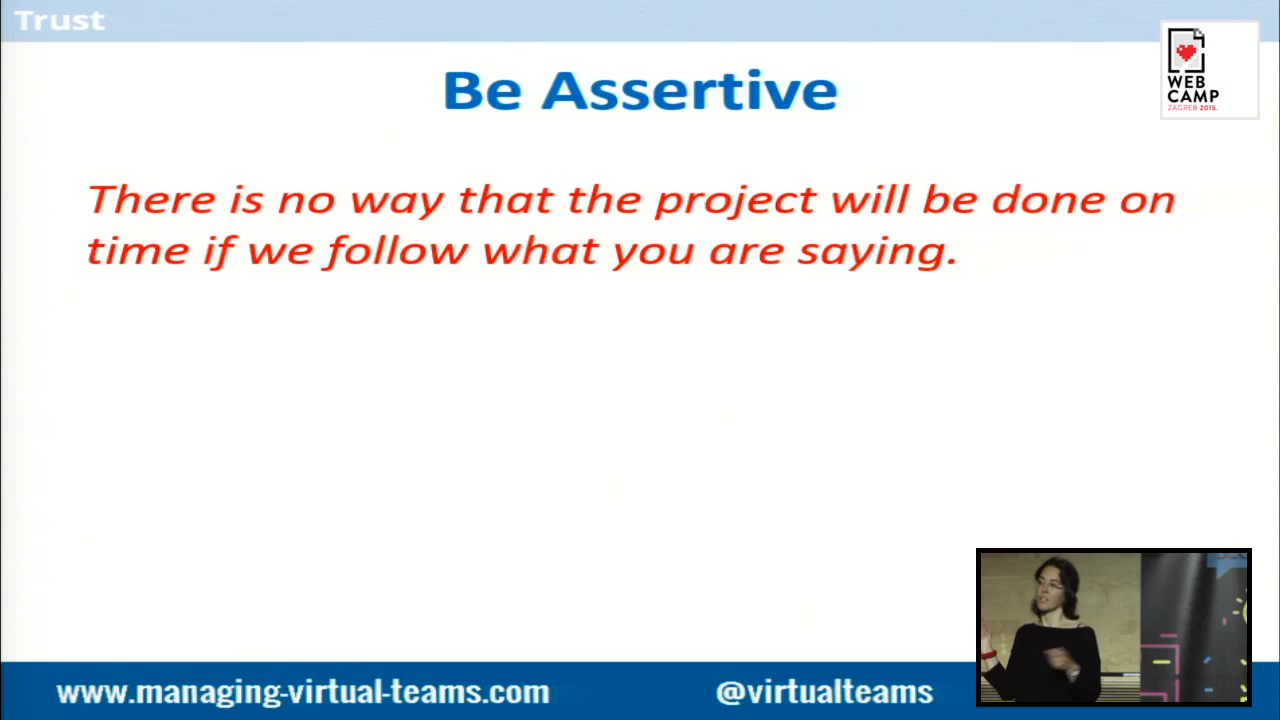 Trust
WEB
CAMP
ZAGREB 2015.
Be Assertive
There is no way that the project will be done on
time if we follow what you are saying.
www.managing-virtual-teams.com
@virtualteams